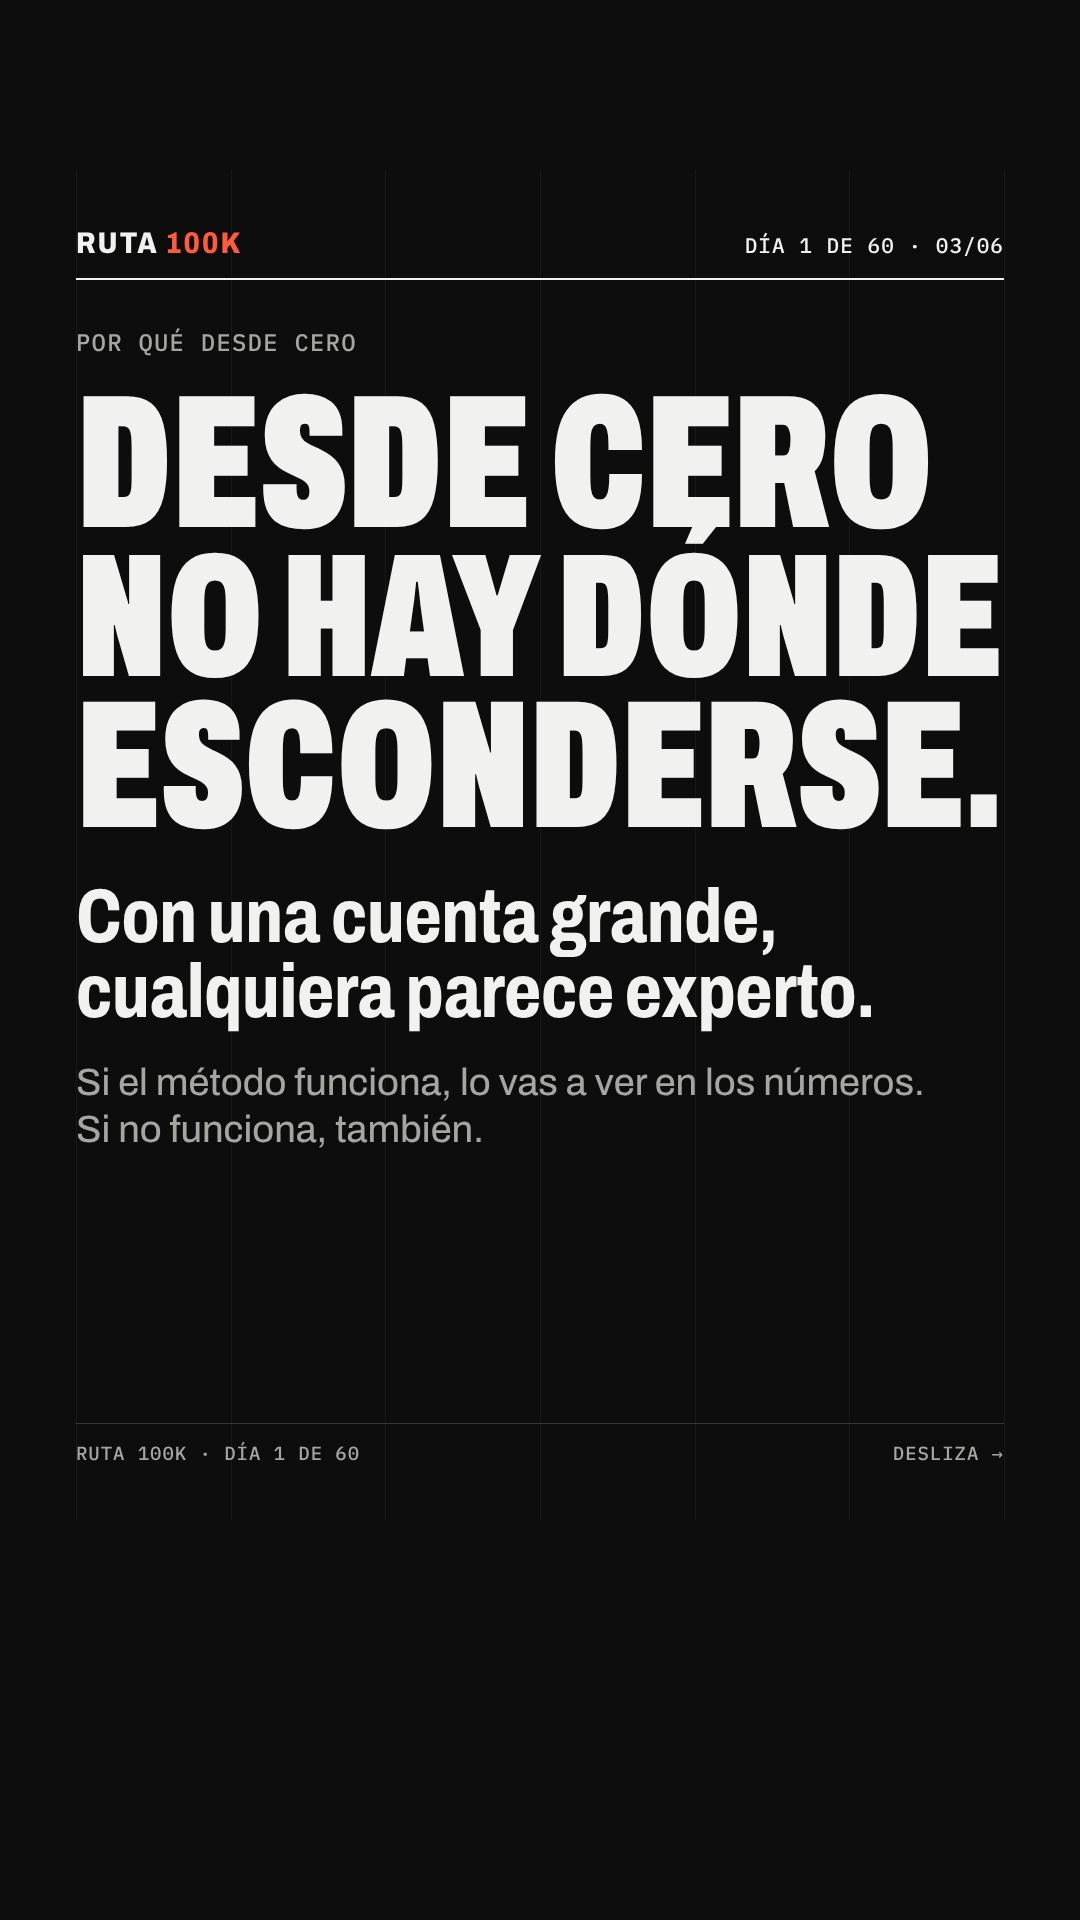 RUTA 100K
DÍA 1 DE 60 · 03/06
POR QUÉ DESDE CERO
DESDE CERO
NO HAY DÓNDE
ESCONDERSE.
Con una cuenta grande,
cualquiera parece experto.
Si el método funciona, lo vas a ver en los números.
Si no funciona, también.
RUTA 100K · DÍA 1 DE 60
DESLIZA →